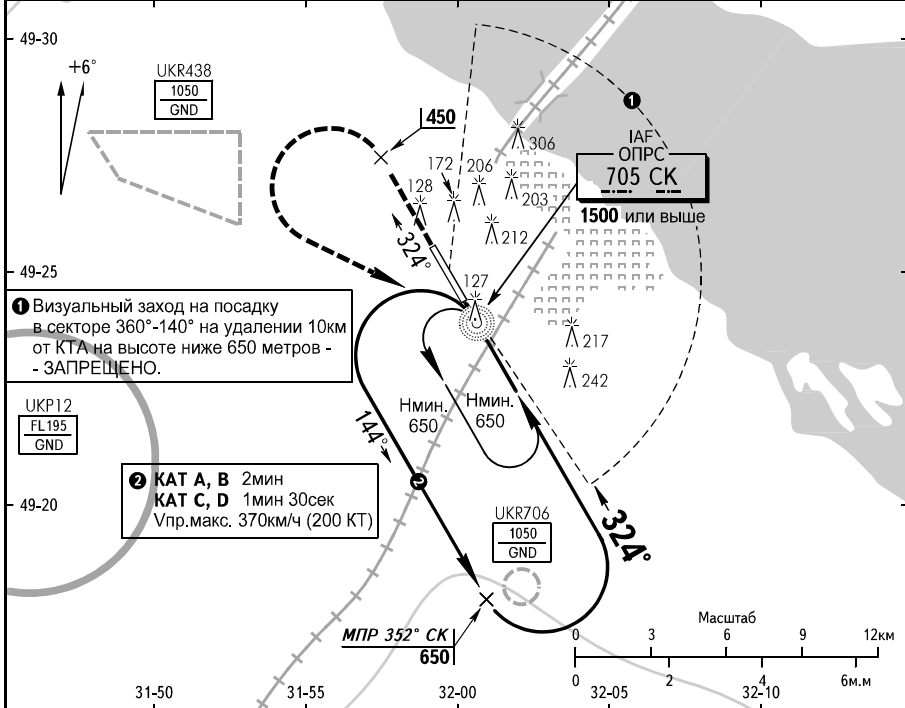 49-30
+6°
UKR438
1050
GND
450
306
206
172
128
203
212
IAF
ОПРС
705 СК
1500 или выше
1
324°
49-25
127
1 Визуальный заход на посадку
в секторе 360°-140° на удалении 10км
от КТА на высоте ниже 650 метров -
- ЗАПРЕЩЕНО.
217
242
Нмин.
650
Нмин.
650
UKP12
FL195
GND
144°
2 КАТ A, B 2мин
КАТ C, D 1мин 30сек
Vпр.макс. 370км/ч (200 КТ)
2
49-20
UKR706
1050
GND
324°
МПР 352° СК
650
Масштаб
0 3 6 9 12км
0 2 4 6м.м
31-50
31-55
32-00
32-05
32-10